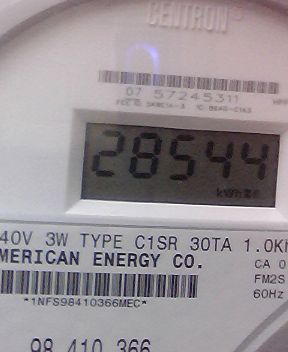 CENTRON
07 57245311
28544
kWh
40V 3W TYPE C1SR 30TA 1.0Kh
MERICAN ENERGY CO.
CA 0
FM2S
60Hz
*1NFS98410366MEC*
98 410 366